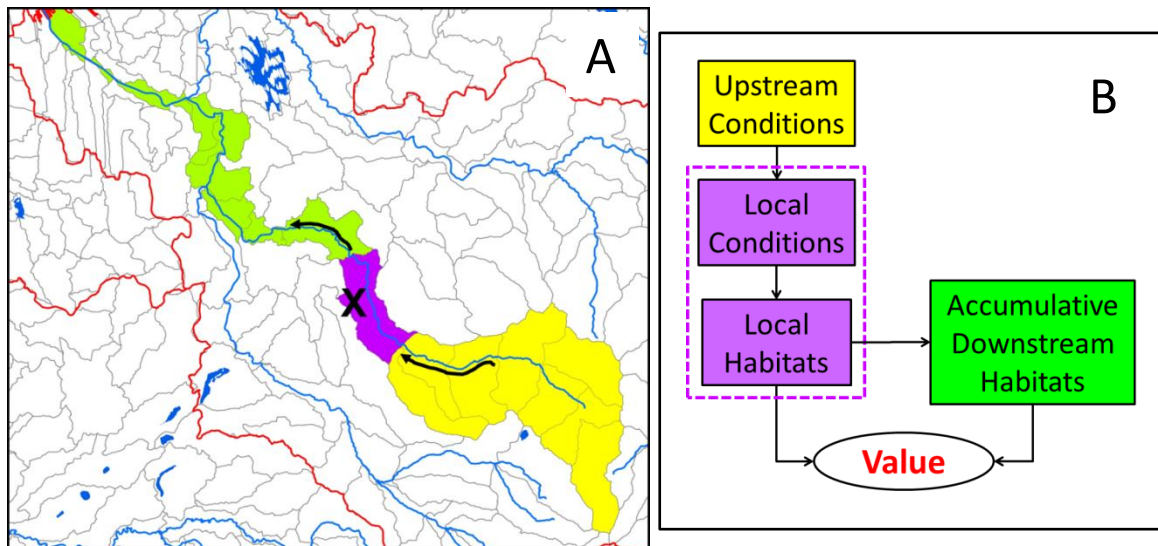 A
X
B
Upstream
Conditions
Local
Conditions
Local
Habitats
Accumulative
Downstream
Habitats
Value